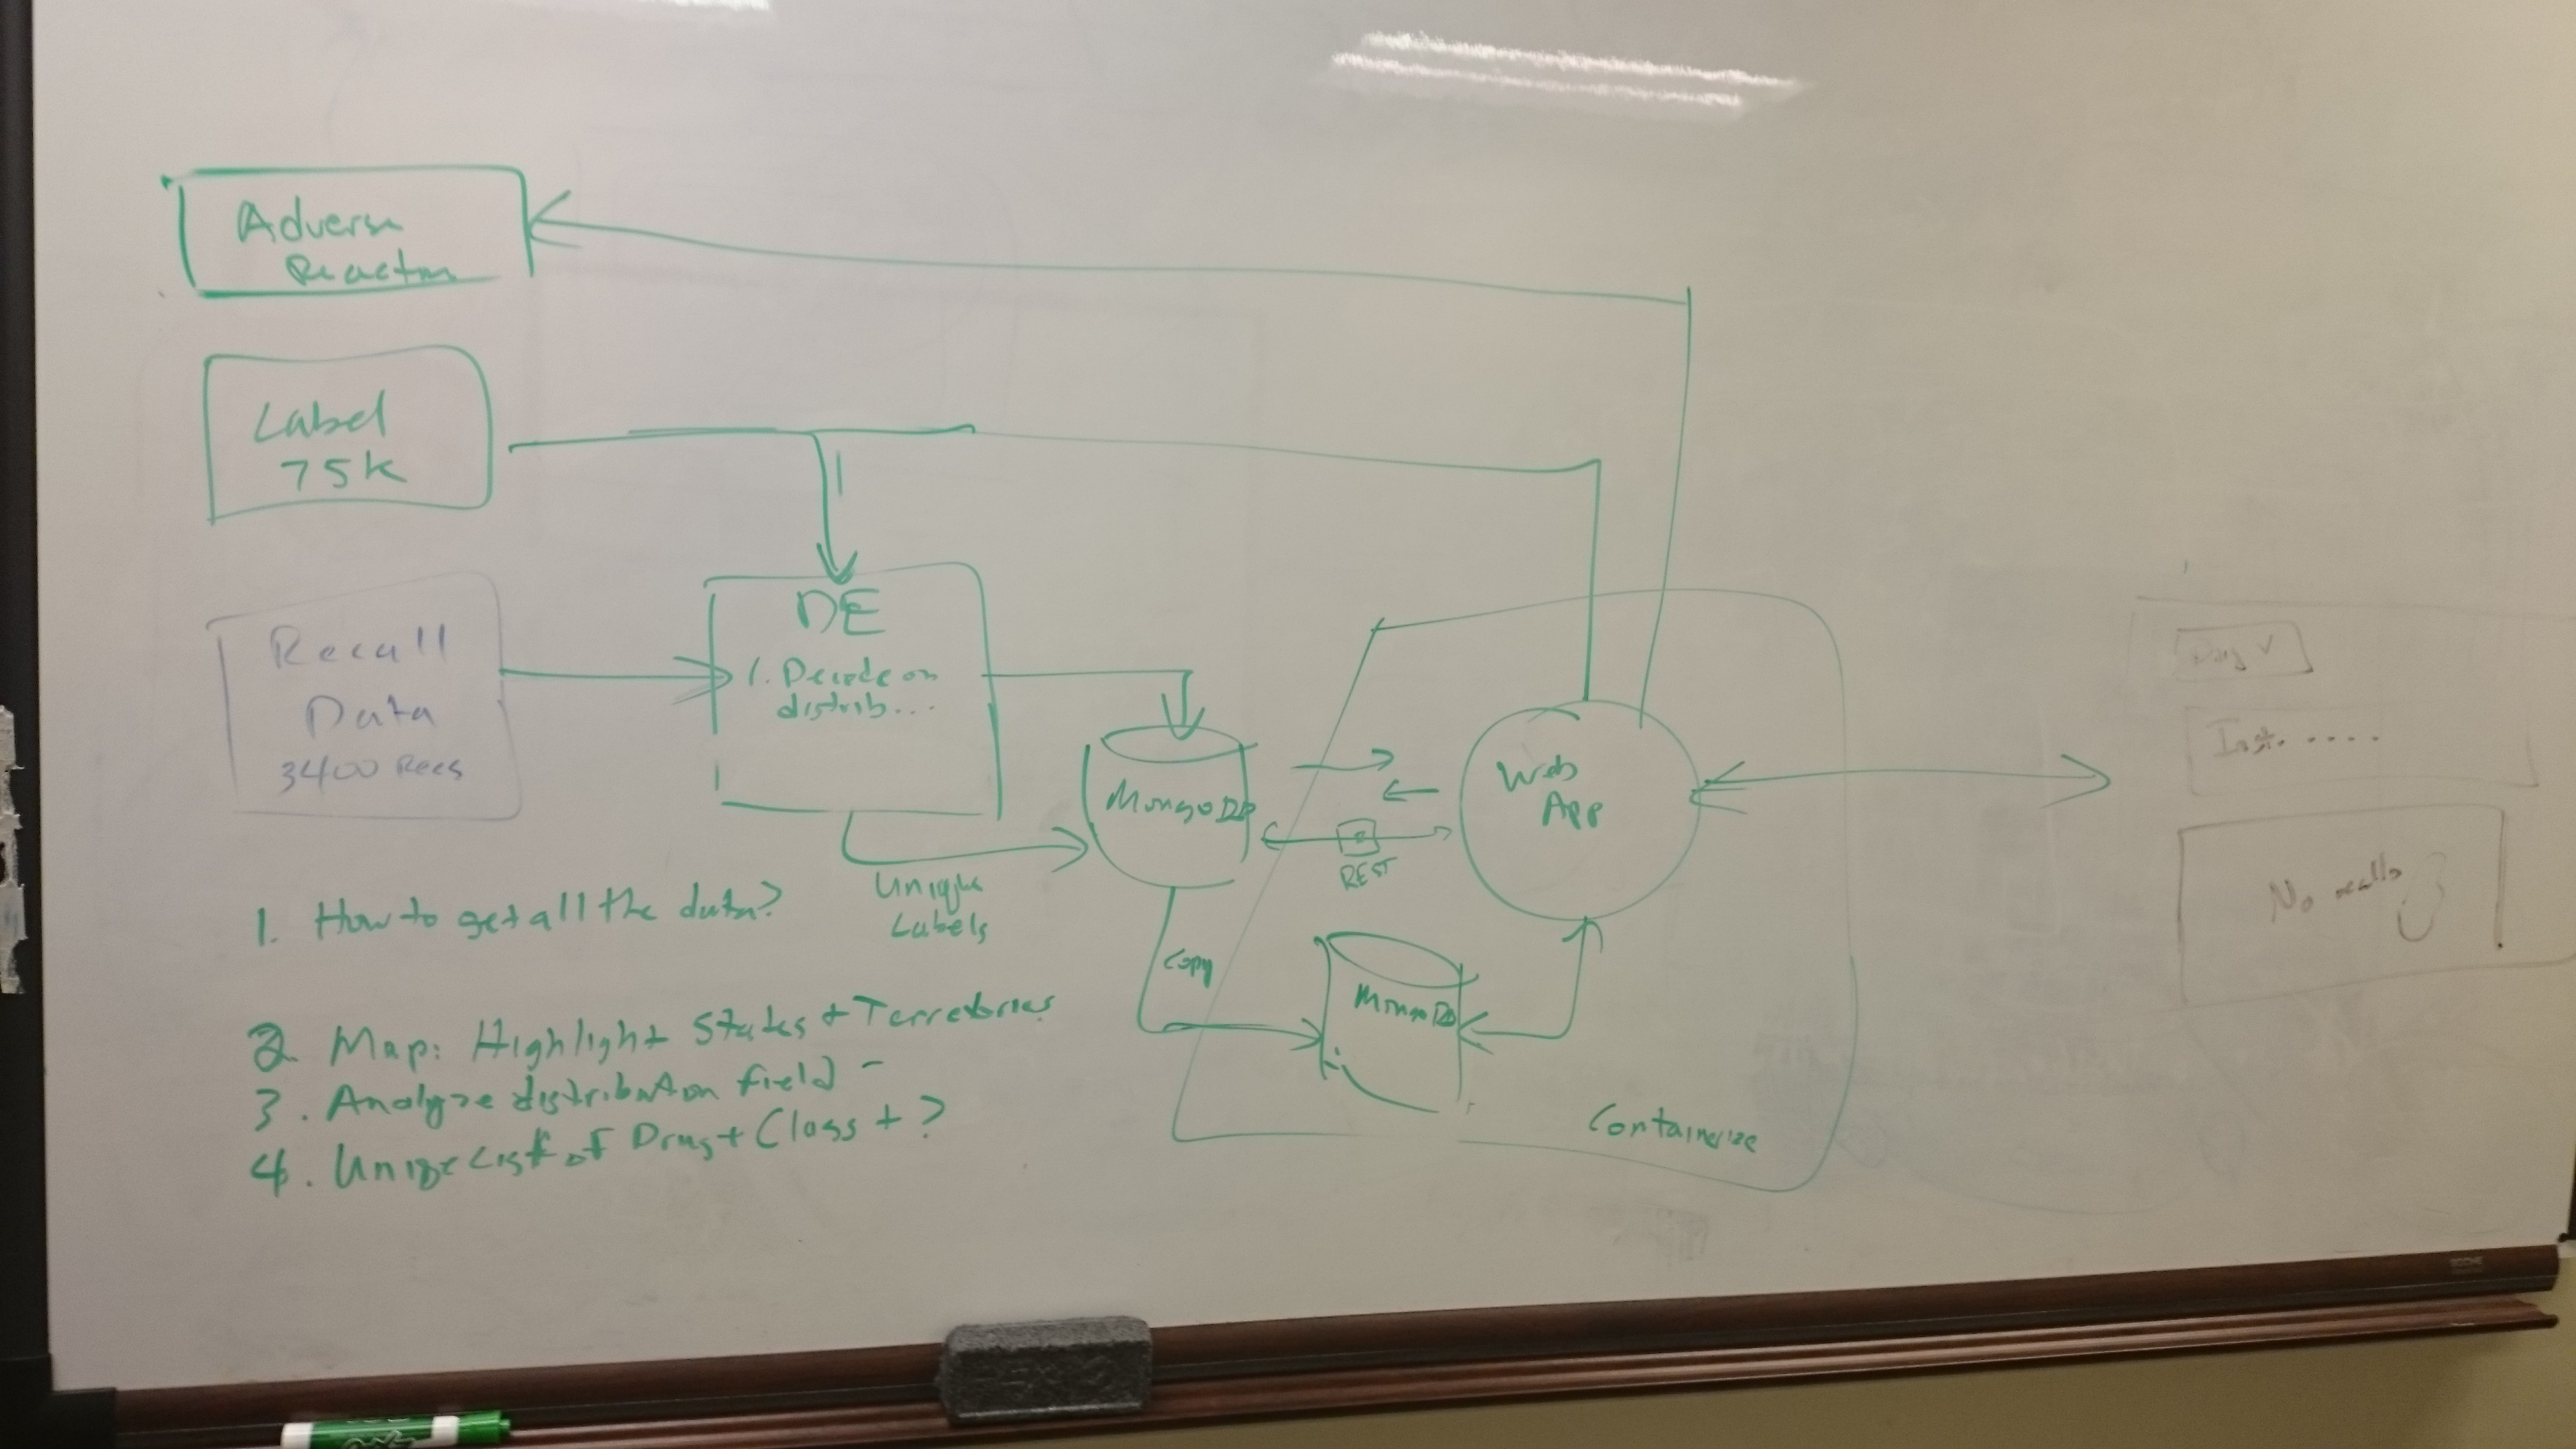 Adverse
Reaction
Label
75K
Recall
Data
3400 Recs
DE
1. Decode on
distrib...
MongoDB
Unique
Labels
REST
Web
App
Copy
MongoDB
Containerize
Inst.....
No recalls
1. How to get all the data?
2. Map: Highlight States + Terretories
3. Analyze distribution field -
4. Unique List of Drug + Class + ?